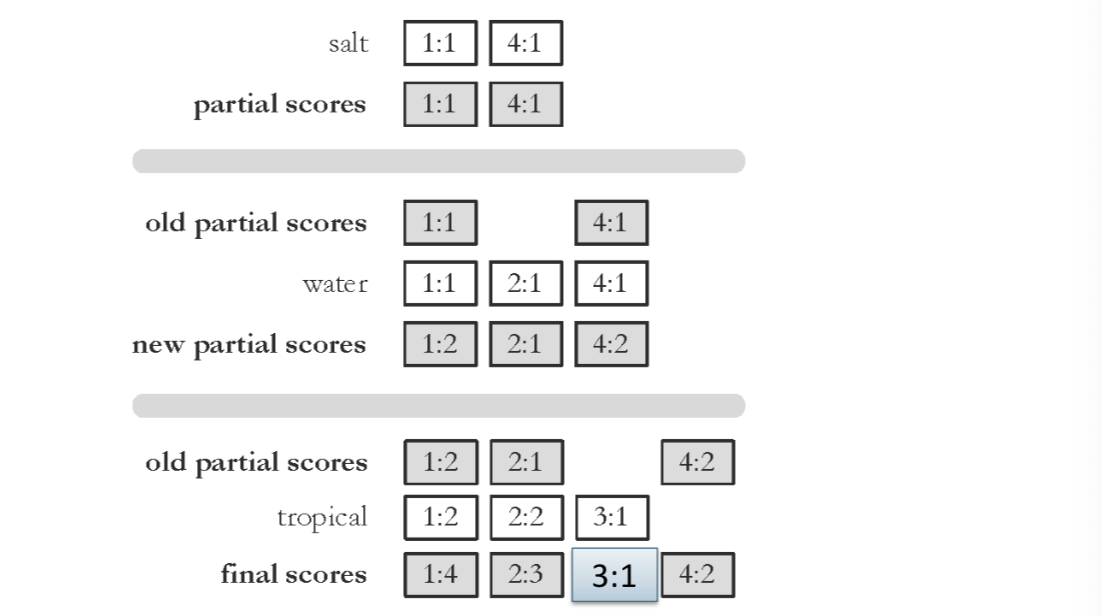 salt 1:1 4:1
partial scores 1:1 4:1
old partial scores 1:1 4:1
water 1:1 2:1 4:1
new partial scores 1:2 2:1 4:2
old partial scores 1:2 2:1 4:2
tropical 1:2 2:2 3:1
final scores 1:4 2:3 3:1 4:2